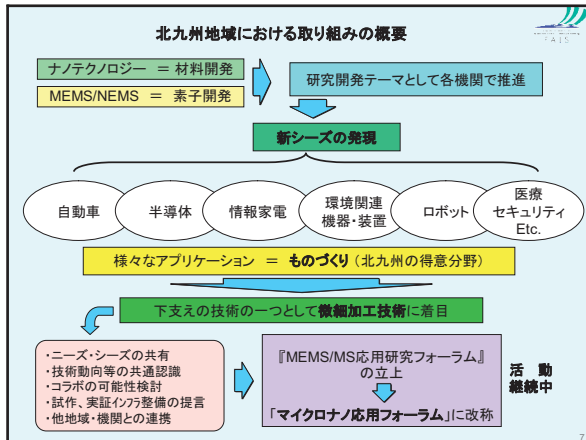 北九州地域における取り組みの概要
FAIS
ナノテクノロジー ＝ 材料開発
MEMS/NEMS ＝ 素子開発
研究開発テーマとして各機関で推進
新シーズの発現
自動車
半導体
情報家電
環境関連
機器・装置
ロボット
医療
セキュリティ
Etc.
様々なアプリケーション ＝ ものづくり（北九州の得意分野）
下支えの技術の一つとして微細加工技術に着目
・ニーズ・シーズの共有
・技術動向等の共通認識
・コラボの可能性検討
・試作、実証インフラ整備の提言
・他地域・機関との連携
『MEMS/MS応用研究フォーラム』
の立上
「マイクロナノ応用フォーラム」に改称
活 動
継続中
7